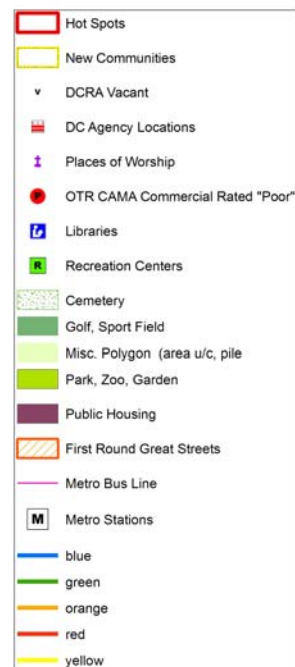 Hot Spots
New Communities
v DCRA Vacant
DC Agency Locations
Places of Worship
P OTR CAMA Commercial Rated "Poor"
Libraries
R Recreation Centers
Cemetery
Golf, Sport Field
Misc. Polygon (area u/c, pile
Park, Zoo, Garden
Public Housing
First Round Great Streets
Metro Bus Line
M Metro Stations
blue
green
orange
red
yellow